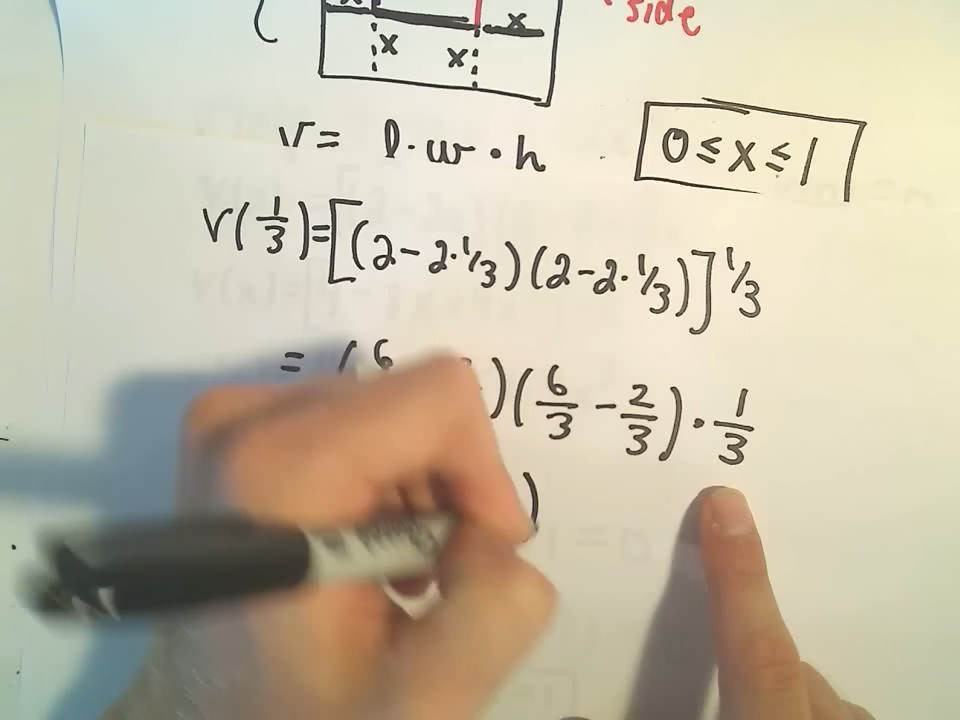 x x
x x
side
V = l · w · h
0 ≤ x ≤ 1
V(1/3)=[(2-2·1/3)(2-2·1/3)]1/3
= (6 )(6/3 - 2/3) · 1/3
)